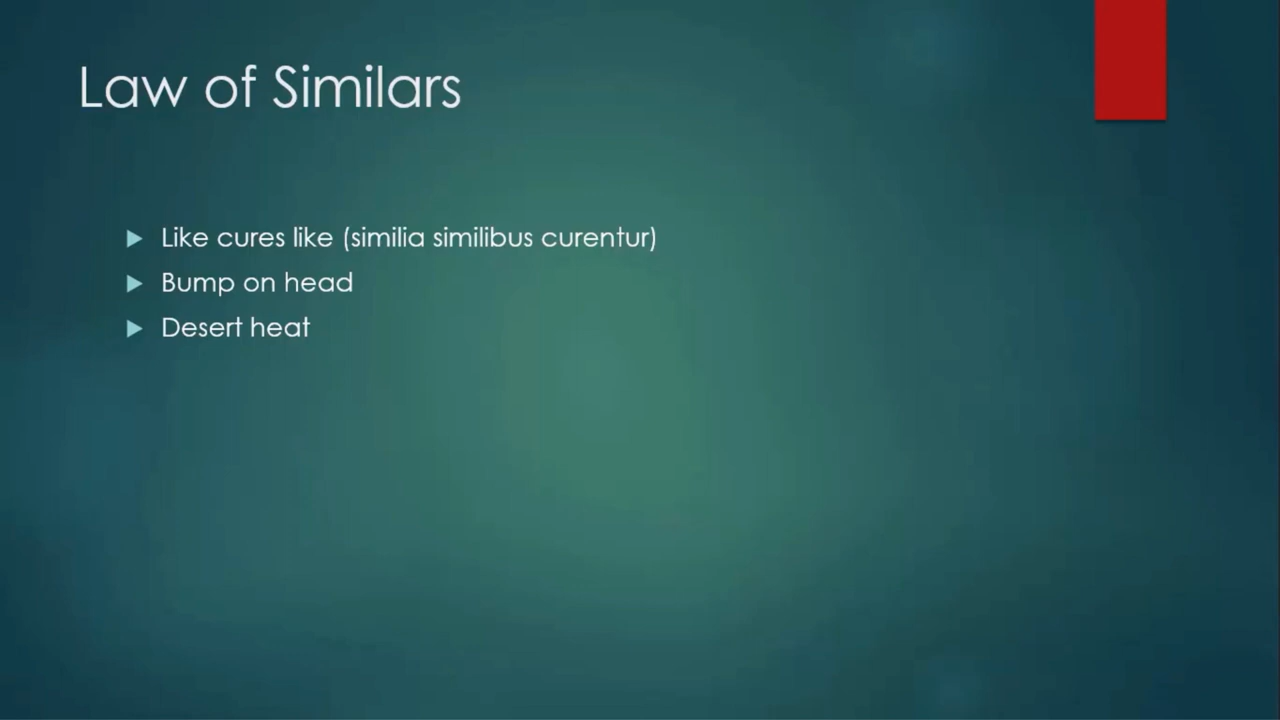 Law of Similars
Like cures like (similia similibus curentur)
Bump on head
Desert heat